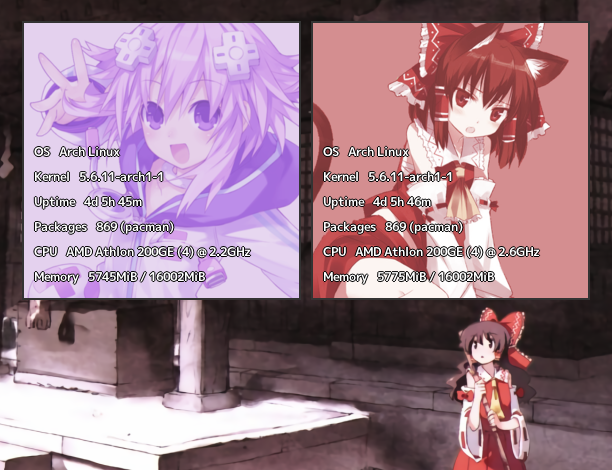 OS Arch Linux
Kernel 5.6.11-arch1-1
Uptime 4d 5h 45m
Packages 869 (pacman)
CPU AMD Athlon 200GE (4) @ 2.2GHz
Memory 5745MiB / 16002MiB
OS Arch Linux
Kernel 5.6.11-arch1-1
Uptime 4d 5h 46m
Packages 869 (pacman)
CPU AMD Athlon 200GE (4) @ 2.6GHz
Memory 5775MiB / 16002MiB